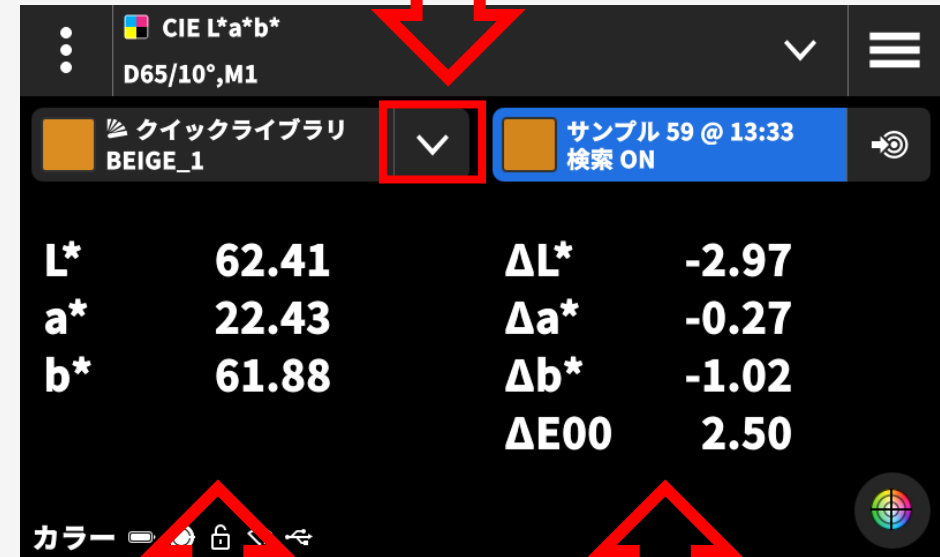 CIE L*a*b*
D65/10°,M1
クイックライブラリ
BEIGE_1
サンプル 59 @ 13:33
検索 ON
L* 62.41 ΔL* -2.97
a* 22.43 Δa* -0.27
b* 61.88 Δb* -1.02
ΔE00 2.50
カラー